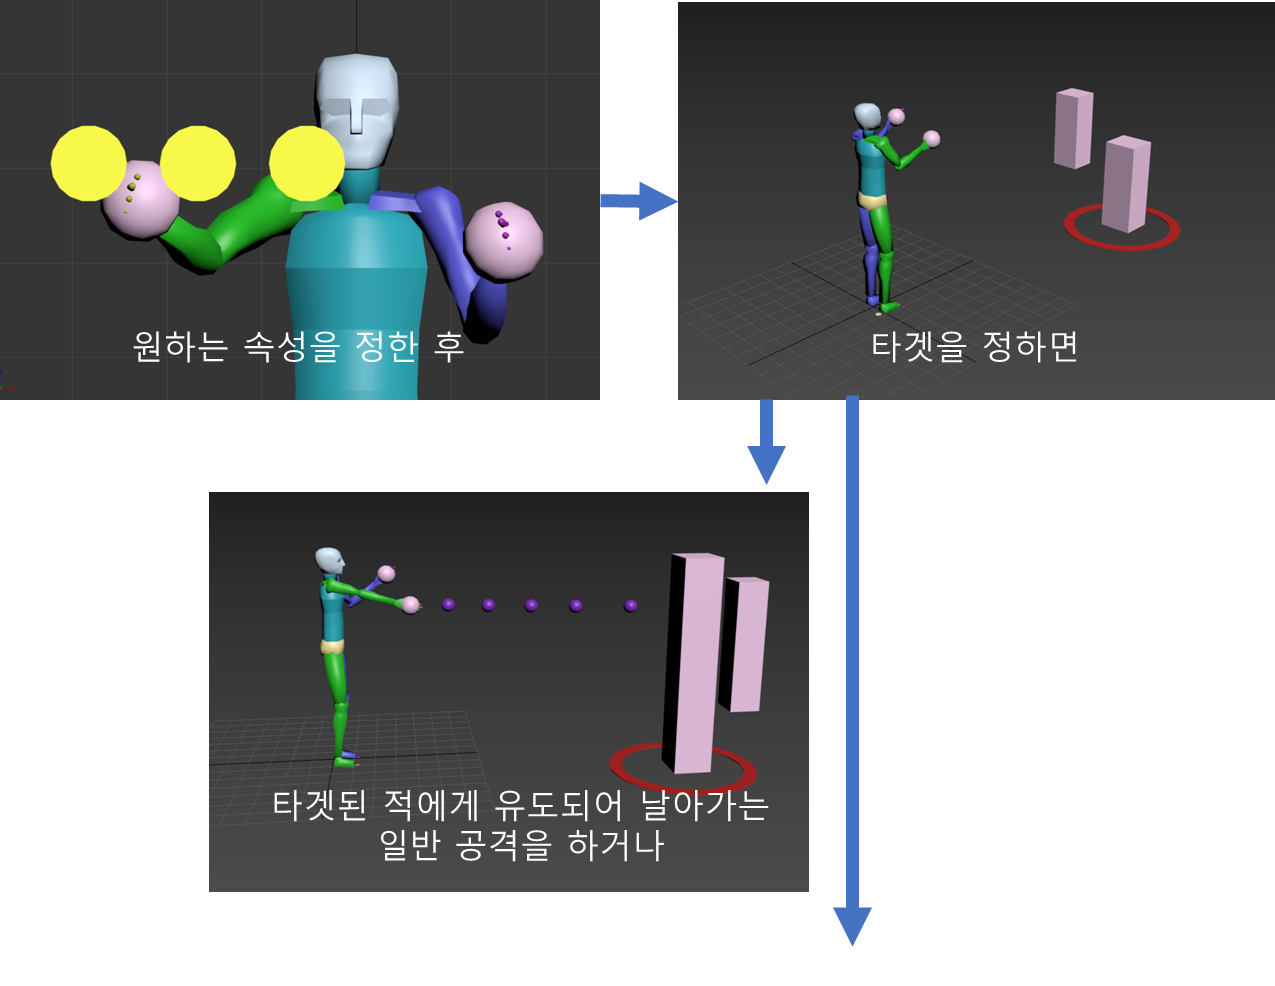 원하는 속성을 정한 후
타겟을 정하면
타겟된 적에게 유도되어 날아가는
일반 공격을 하거나